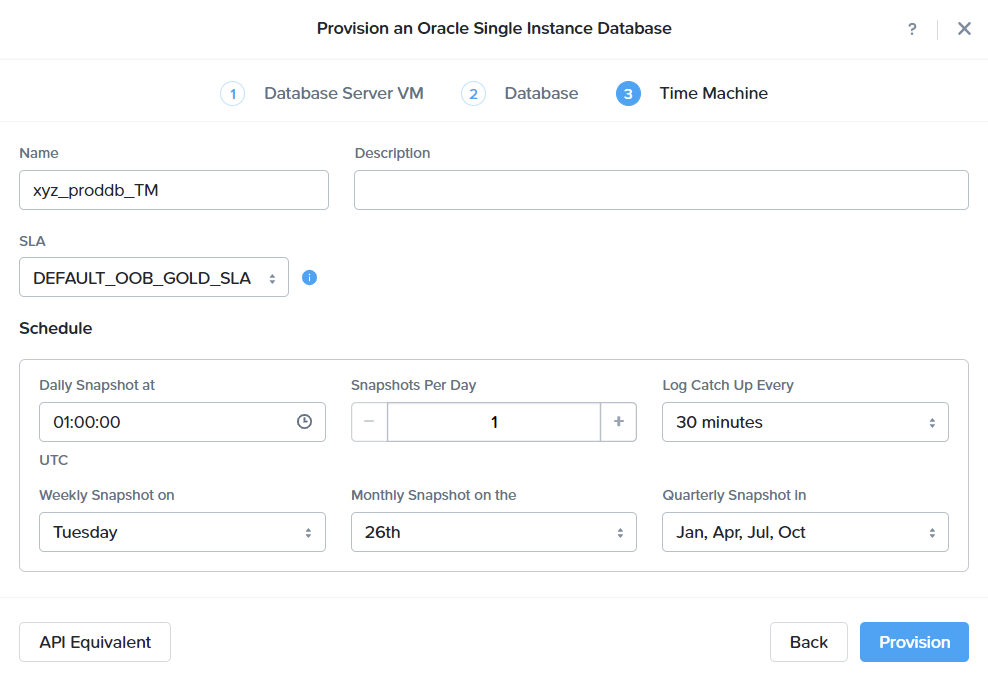 Provision an Oracle Single Instance Database
?
1 Database Server VM 2 Database 3 Time Machine
Name Description
xyz_proddb_TM
SLA
DEFAULT_OOB_GOLD_SLA i
Schedule
Daily Snapshot at Snapshots Per Day Log Catch Up Every
01:00:00 − 1 + 30 minutes
UTC
Weekly Snapshot on Monthly Snapshot on the Quarterly Snapshot in
Tuesday 26th Jan, Apr, Jul, Oct
API Equivalent Back Provision